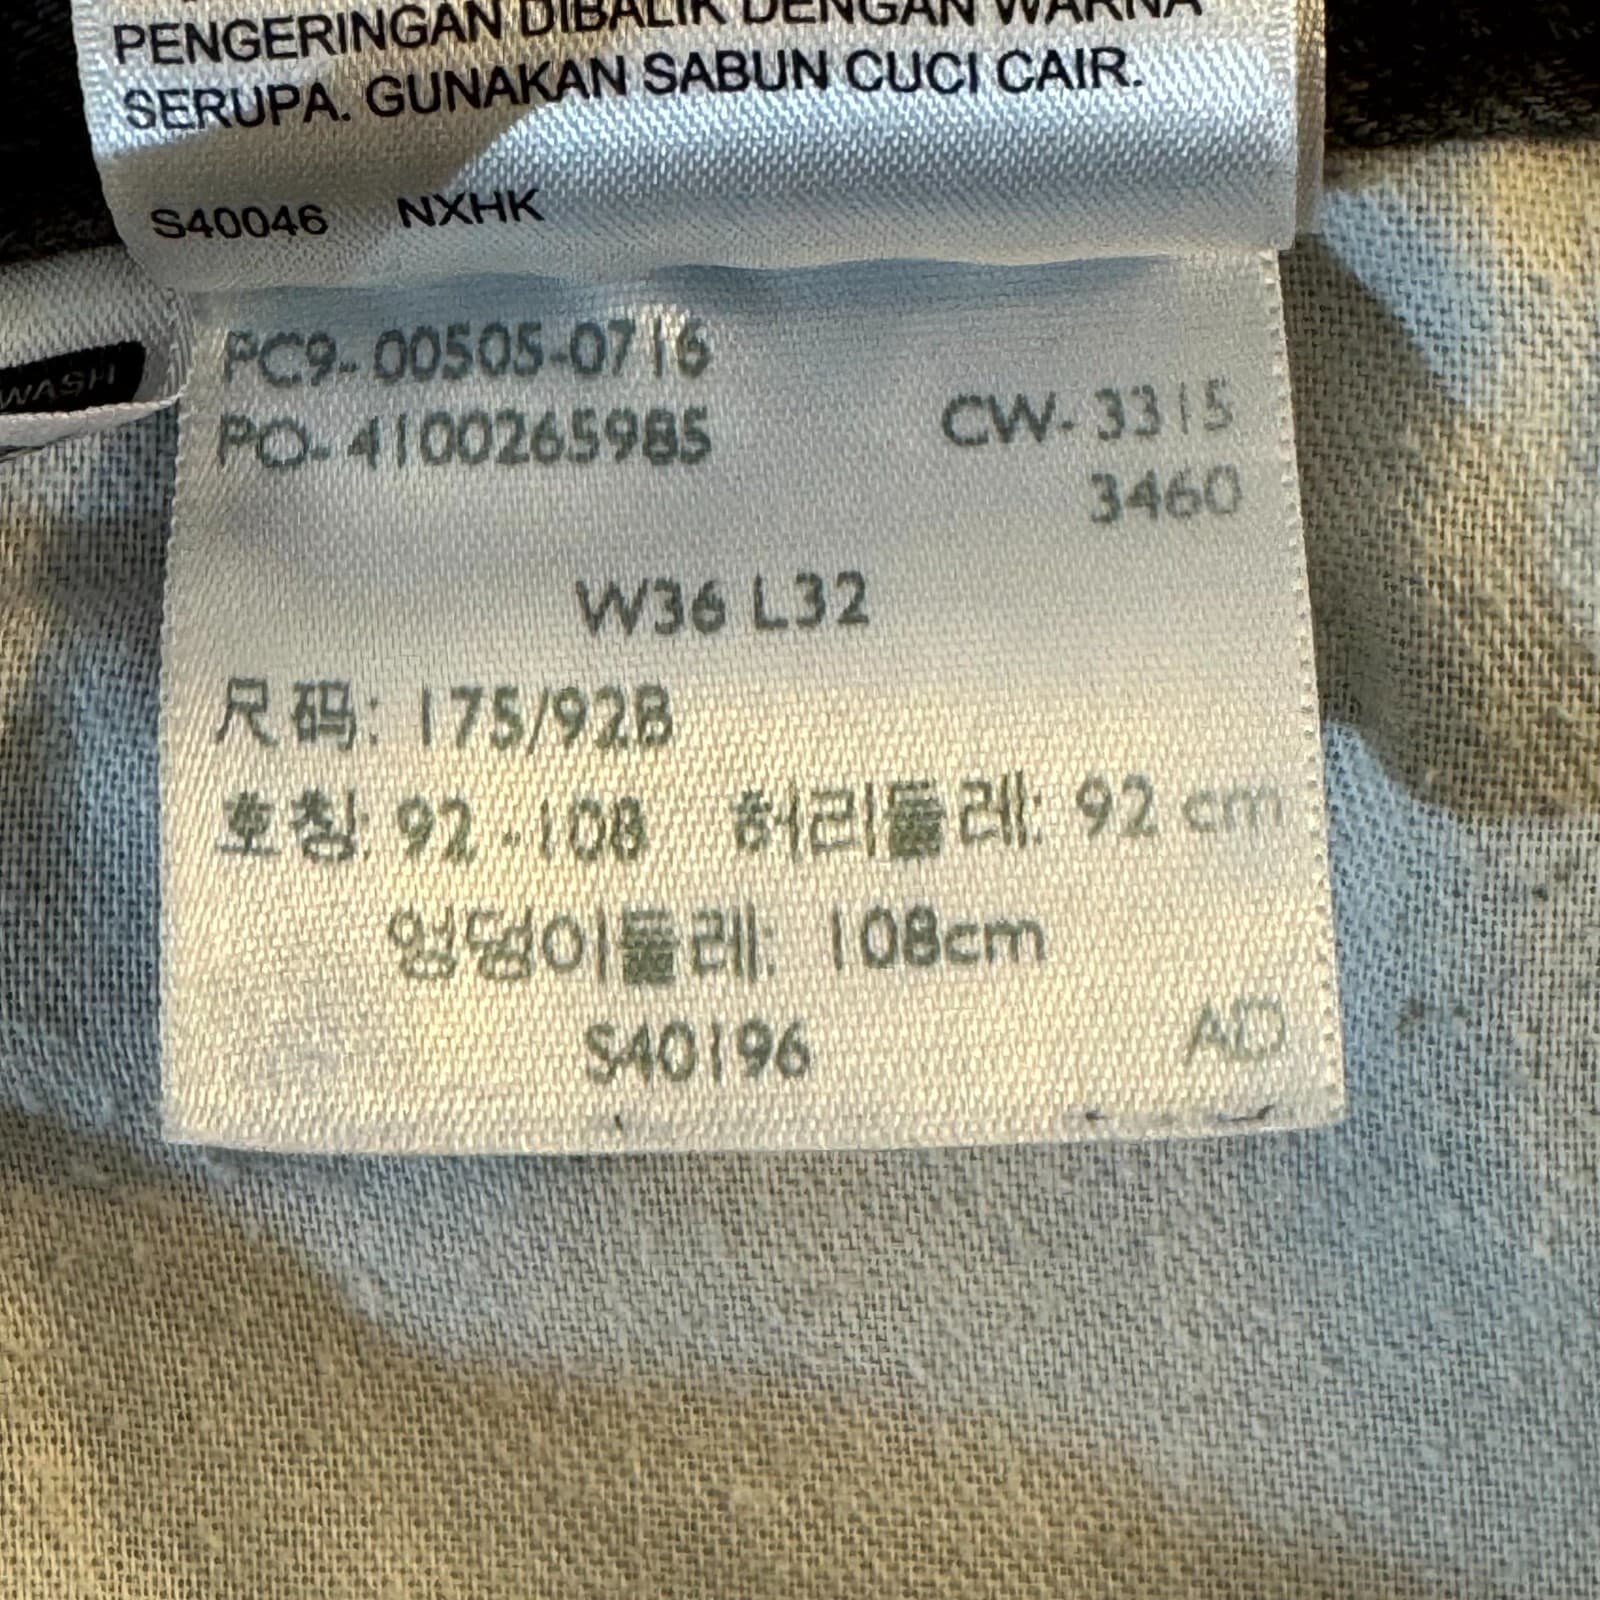 PENGERINGAN DIBALIK DENGAN WARNA
SERUPA. GUNAKAN SABUN CUCI CAIR.
S40046 NXHK
WASH
PC9-00505-0716
PO-4100265985 CW-3315
3460
W36 L32
尺码: 175/92B
호칭: 92-108 허리둘레: 92 cm
엉덩이둘레: 108cm
S40196 AD